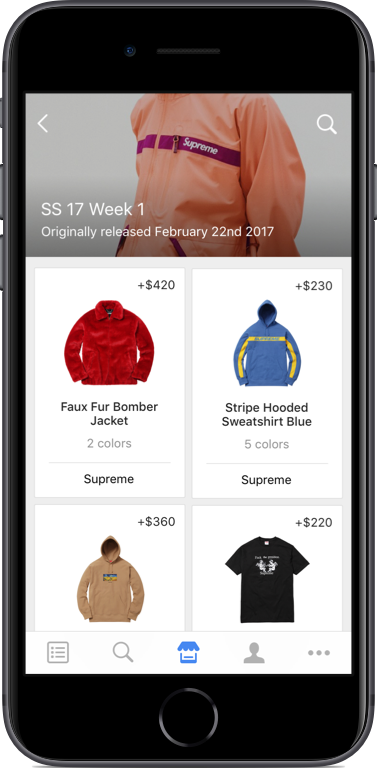 Supreme
SS 17 Week 1
Originally released February 22nd 2017
+$420
+$230
Faux Fur Bomber
Jacket
2 colors
Supreme
Stripe Hooded
Sweatshirt Blue
5 colors
Supreme
+$360
+$220